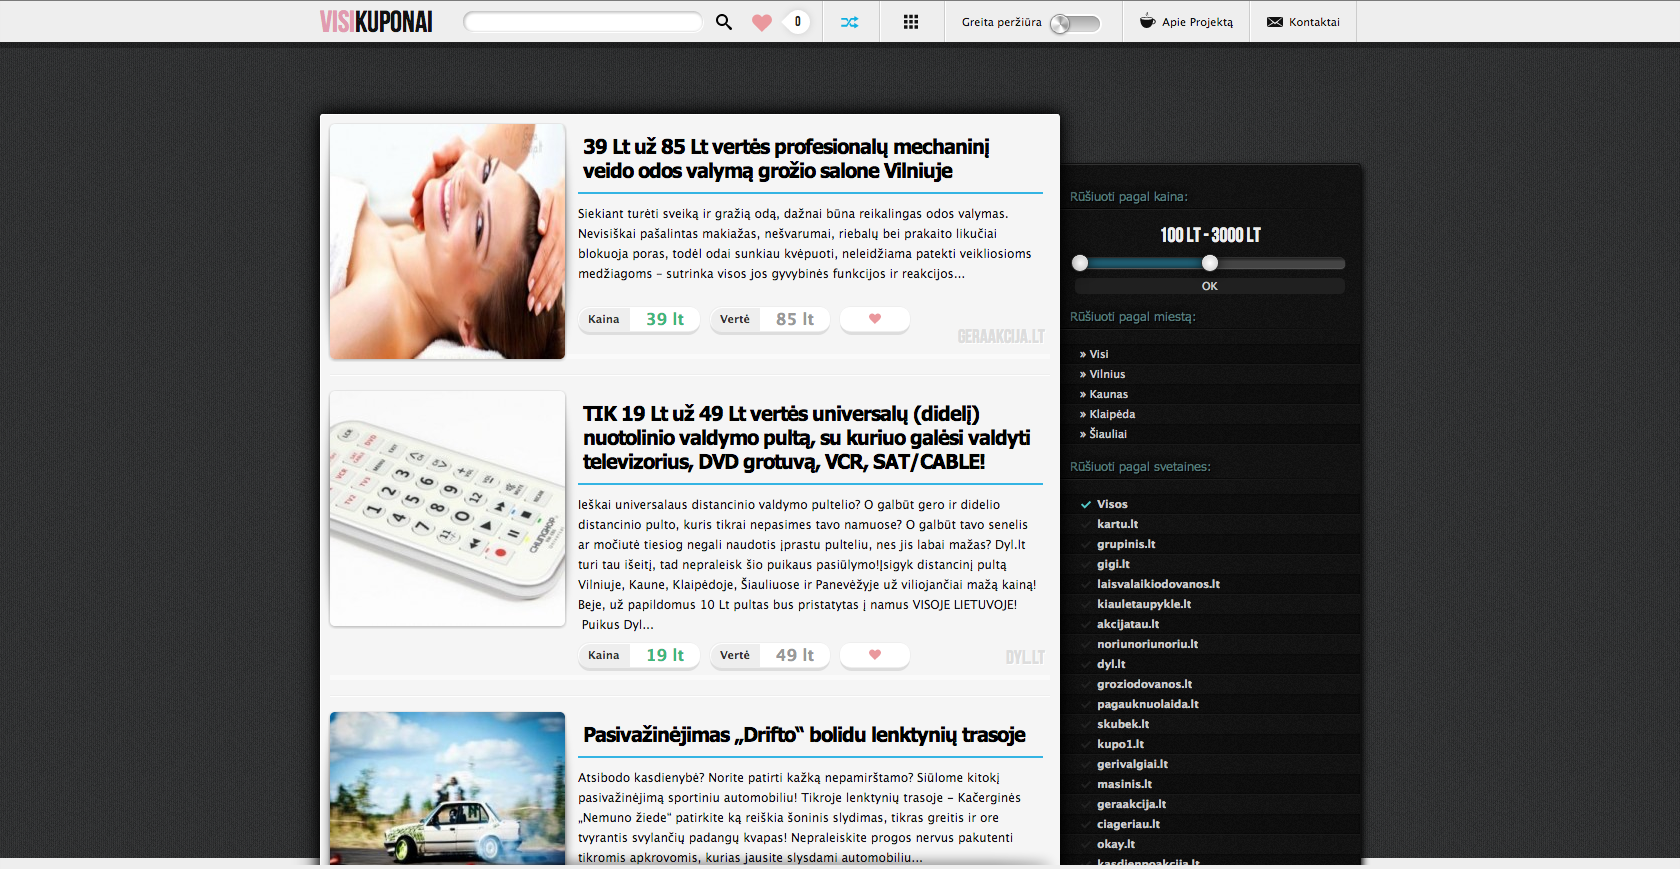 VISIKUPONAI
0
Greita peržiūra
Apie Projektą
Kontaktai
39 Lt už 85 Lt vertės profesionalų mechaninį
veido odos valymą grožio salone Vilniuje
Siekiant turėti sveiką ir gražią odą, dažnai būna reikalingas odos valymas.
Nevisiškai pašalintas makiažas, nešvarumai, riebalų bei prakaito likučiai
blokuoja poras, todėl odai sunkiau kvėpuoti, neleidžiama patekti veikliosioms
medžiagoms – sutrinka visos jos gyvybinės funkcijos ir reakcijos...
Kaina 39 lt Vertė 85 lt
GERAAKCIJA.LT
TIK 19 Lt už 49 Lt vertės universalų (didelį)
nuotolinio valdymo pultą, su kuriuo galėsi valdyti
televizorius, DVD grotuvą, VCR, SAT/CABLE!
Ieškai universalaus distancinio valdymo pultelio? O galbūt gero ir didelio
distancinio pulto, kuris tikrai nepasimes tavo namuose? O galbūt tavo senelis
ar močiutė tiesiog negali naudotis įprastu pulteliu, nes jis labai mažas? Dyl.lt
turi tau išeitį, tad nepraleisk šio puikaus pasiūlymo!Įsigyk distancinį pultą
Vilniuje, Kaune, Klaipėdoje, Šiauliuose ir Panevėžyje už viliojančiai mažą kainą!
Beje, už papildomus 10 Lt pultas bus pristatytas į namus VISOJE LIETUVOJE!
Puikus Dyl...
Kaina 19 lt Vertė 49 lt
DYL.LT
CHUNGHOP
Pasivažinėjimas „Drifto“ bolidu lenktynių trasoje
Atsibodo kasdienybė? Norite patirti kažką nepamirštamo? Siūlome kitokį
pasivažinėjimą sportiniu automobiliu! Tikroje lenktynių trasoje – Kačerginės
„Nemuno žiede“ patirkite ką reiškia šoninis slydimas, tikras greitis ir ore
tvyrantis svylančių padangų kvapas! Nepraleiskite progos nervus pakutenti
tikromis apkrovomis, kurias jausite slysdami automobiliu...
Rūšiuoti pagal kaina:
100 LT - 3000 LT
OK
Rūšiuoti pagal miestą:
» Visi
» Vilnius
» Kaunas
» Klaipėda
» Šiauliai
Rūšiuoti pagal svetaines:
Visos
kartu.lt
grupinis.lt
gigi.lt
laisvalaikiodovanos.lt
kiauletaupykle.lt
akcijatau.lt
noriunoriunoriu.lt
dyl.lt
groziodovanos.lt
pagauknuolaida.lt
skubek.lt
kupo1.lt
gerivalgiai.lt
masinis.lt
geraakcija.lt
ciageriau.lt
okay.lt
kasdienpoakcija.lt